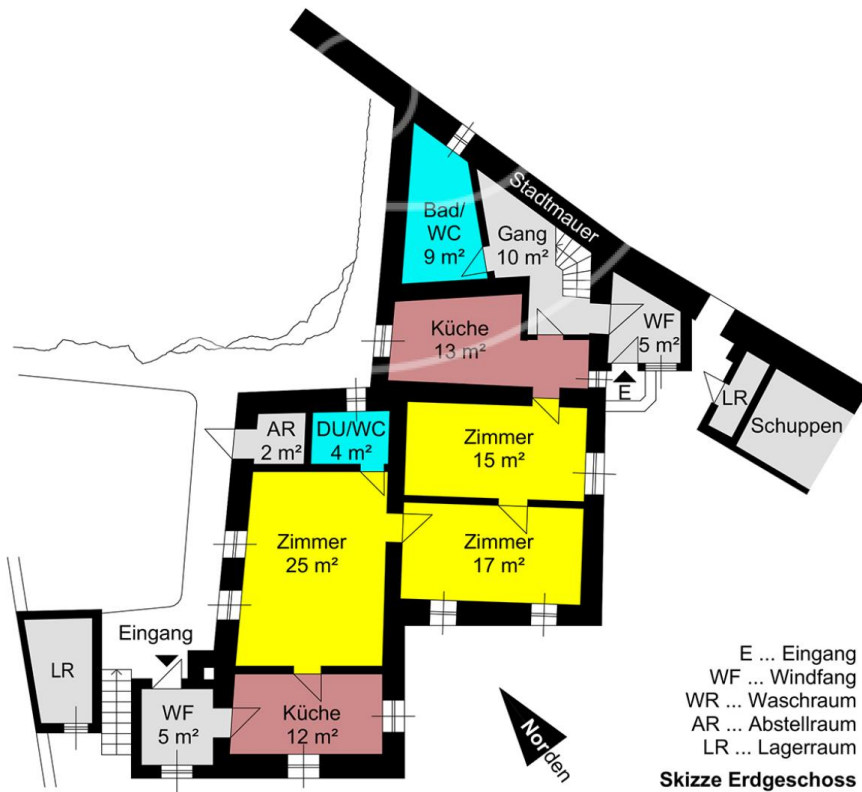 Stadtmauer
Bad/
WC
9 m²
Gang
10 m²
Küche
13 m²
WF
5 m²
E
LR
Schuppen
AR
2 m²
DU/WC
4 m²
Zimmer
15 m²
Zimmer
25 m²
Zimmer
17 m²
Eingang
LR
WF
5 m²
Küche
12 m²
Norden
E ... Eingang
WF ... Windfang
WR ... Waschraum
AR ... Abstellraum
LR ... Lagerraum
Skizze Erdgeschoss